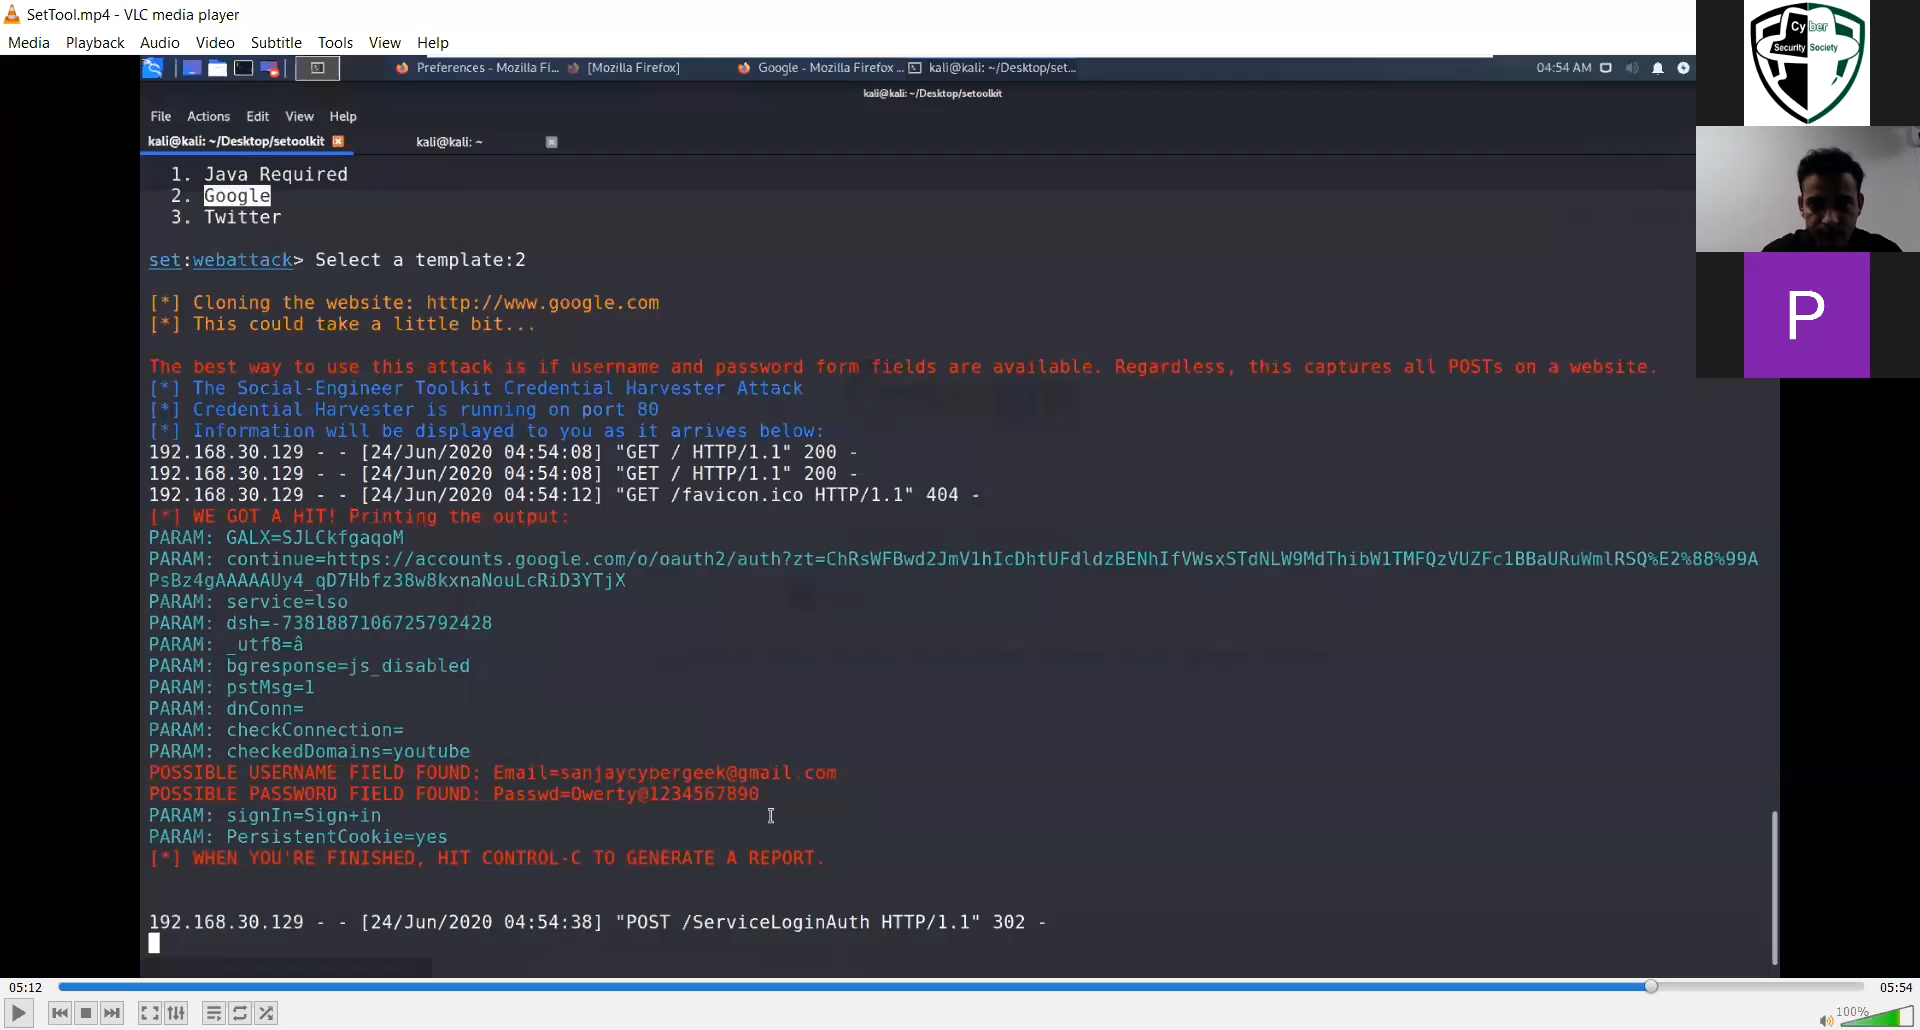 SetTool.mp4 - VLC media player
Media Playback Audio Video Subtitle Tools View Help
Preferences - Mozilla Fi... [Mozilla Firefox] Google - Mozilla Firefox ... kali@kali: ~/Desktop/set... 04:54 AM
kali@kali: ~/Desktop/setoolkit
File Actions Edit View Help
kali@kali: ~/Desktop/setoolkit kali@kali: ~
1. Java Required
2. Google
3. Twitter
set:webattack> Select a template:2
[*] Cloning the website: http://www.google.com
[*] This could take a little bit...
The best way to use this attack is if username and password form fields are available. Regardless, this captures all POSTs on a website.
[*] The Social-Engineer Toolkit Credential Harvester Attack
[*] Credential Harvester is running on port 80
[*] Information will be displayed to you as it arrives below:
192.168.30.129 - - [24/Jun/2020 04:54:08] "GET / HTTP/1.1" 200 -
192.168.30.129 - - [24/Jun/2020 04:54:08] "GET / HTTP/1.1" 200 -
192.168.30.129 - - [24/Jun/2020 04:54:12] "GET /favicon.ico HTTP/1.1" 404 -
[*] WE GOT A HIT! Printing the output:
PARAM: GALX=SJLCkfgaqoM
PARAM: continue=https://accounts.google.com/o/oauth2/auth?zt=ChRsWFBwd2JmV1hIcDhtUFdldzBENhIfVWsxSTdNLW9MdThibW1TMFQzVUZFc1BBaURuWmlRSQ%E2%88%99A
PsBz4gAAAAAUy4_qD7Hbfz38w8kxnaNouLcRiD3YTjX
PARAM: service=lso
PARAM: dsh=-7381887106725792428
PARAM: _utf8=â
PARAM: bgresponse=js_disabled
PARAM: pstMsg=1
PARAM: dnConn=
PARAM: checkConnection=
PARAM: checkedDomains=youtube
POSSIBLE USERNAME FIELD FOUND: Email=sanjaycybergeek@gmail.com
POSSIBLE PASSWORD FIELD FOUND: Passwd=Qwerty@1234567890
PARAM: signIn=Sign+in
PARAM: PersistentCookie=yes
[*] WHEN YOU'RE FINISHED, HIT CONTROL-C TO GENERATE A REPORT.
192.168.30.129 - - [24/Jun/2020 04:54:38] "POST /ServiceLoginAuth HTTP/1.1" 302 -
05:12 05:54
100%
Cyber
Security Society
P